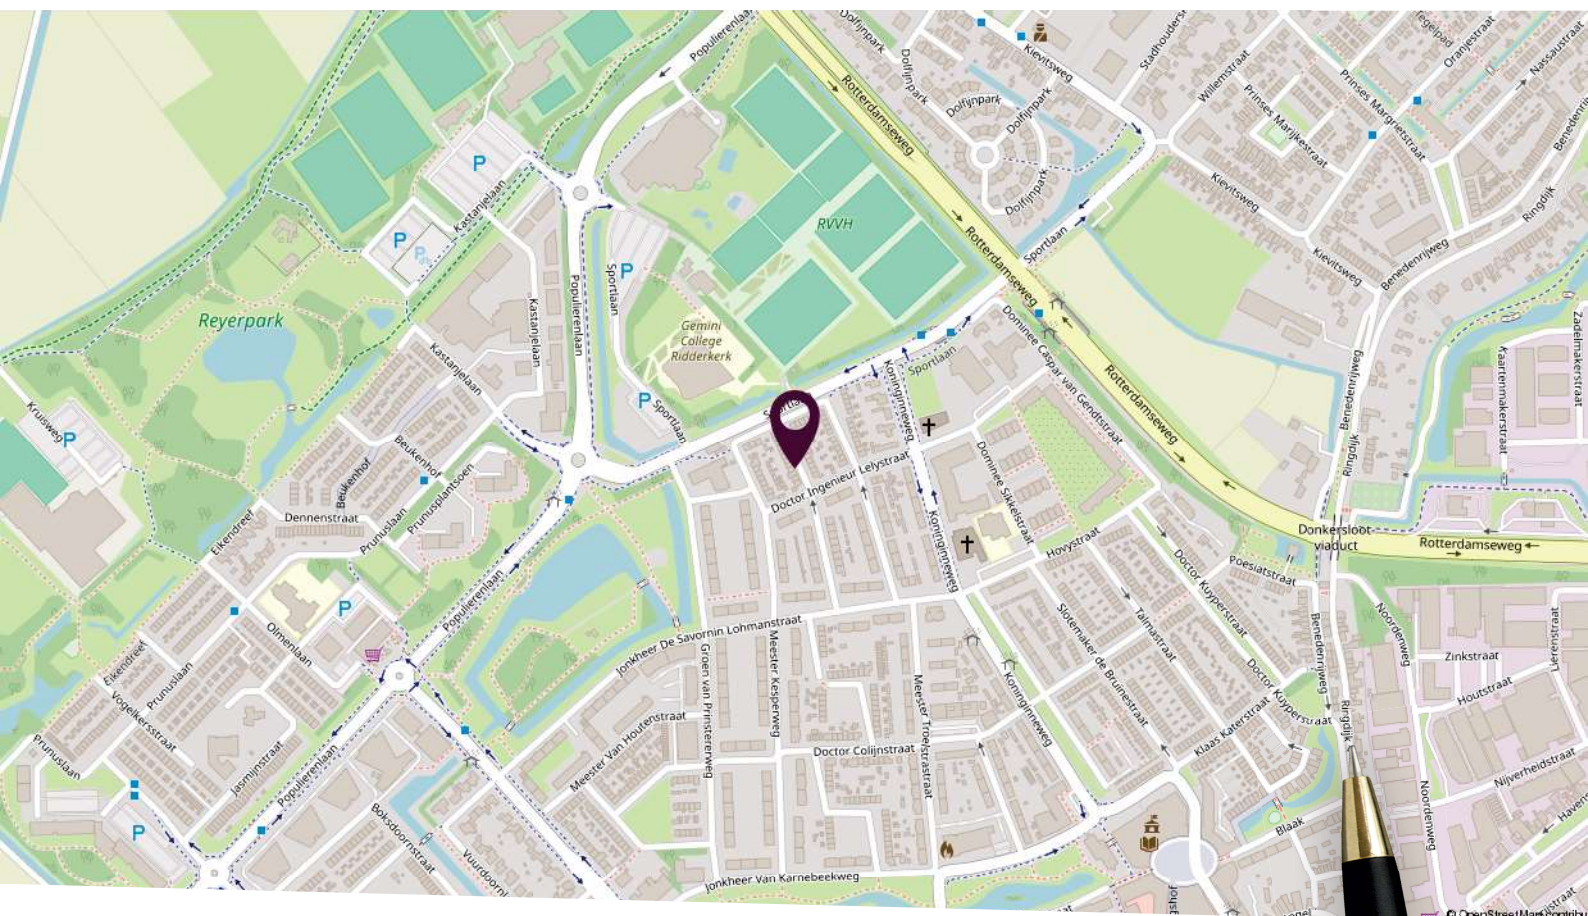 Dolfijnpark
Dolfijnpark
Dolfijnpark
Dolfijnpark
Dolfijnpark
Populierenlaan
Rotterdamseweg
Kievitsweg
Willemstraat
Prinses Marijkestraat
Prinses Margrietstraat
Oranjestraat
Nassaustraat
Kievitsweg
Kievitsweg
Benedenrijweg
Ringdijk
Sportlaan
Rotterdamseweg
RVVH
P
P
P
Kastanjelaan
Populierenlaan
Sportlaan
P
Gemini
College
Ridderkerk
Reyerpark
Kastanjelaan
Kastanjelaan
P
Sportlaan
Sportlaan
Koninginneweg
Dominee Caspar van Gendtstraat
Rotterdamseweg
Benedenrijweg
Ringdijk
Kaartenmakerstraat
Zadelmakerstraat
Kruisweg
P
Beukenhof
Beukenhof
Prunusplantsoen
Dennenstraat
Prunuslaan
Eikendreef
Doctor Ingenieur Lelystraat
Dominee Sikkelstraat
Koninginneweg
Hovystraat
Donkersloot-
viaduct
Rotterdamseweg
Poesiatstraat
Doctor Kuyperstraat
Talmastraat
Slotemaker de Bruïnestraat
Doctor Kuyperstraat
Klaas Katerstraat
Benedenrijweg
Ringdijk
Noordenweg
Zinkstraat
Houtstraat
Lierenstraat
Nijverheidstraat
Noordenweg
Populierenlaan
P
Olmenlaan
Eikendreef
Prunuslaan
Vogelkersstraat
Jasmijnstraat
Prunuslaan
Populierenlaan
P
Boksdoornstraat
Jonkheer De Savornin Lohmanstraat
Groen van Prinstererweg
Meester Kesperweg
Meester Van Houtenstraat
Doctor Colijnstraat
Meester Troelstrastraat
Koninginneweg
Blaak
Jonkheer Van Karnebeekweg